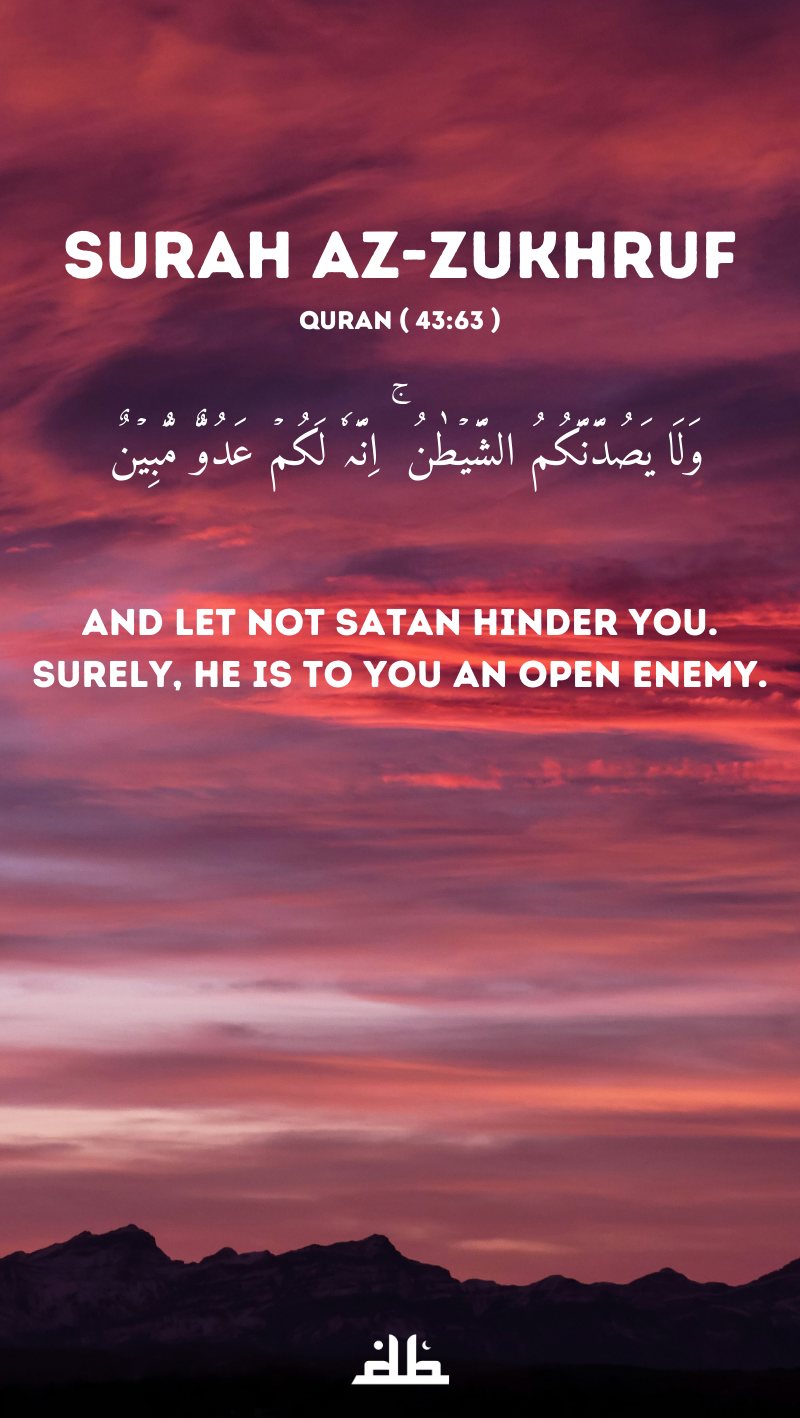 SURAH AZ-ZUKHRUF
QURAN ( 43:63 )
وَلَا يَصُدَّنَّكُمُ الشَّيۡطٰنُ ‌ۚ اِنَّهٗ لَكُمۡ عَدُوٌّ مُّبِيۡنٌ
AND LET NOT SATAN HINDER YOU.
SURELY, HE IS TO YOU AN OPEN ENEMY.